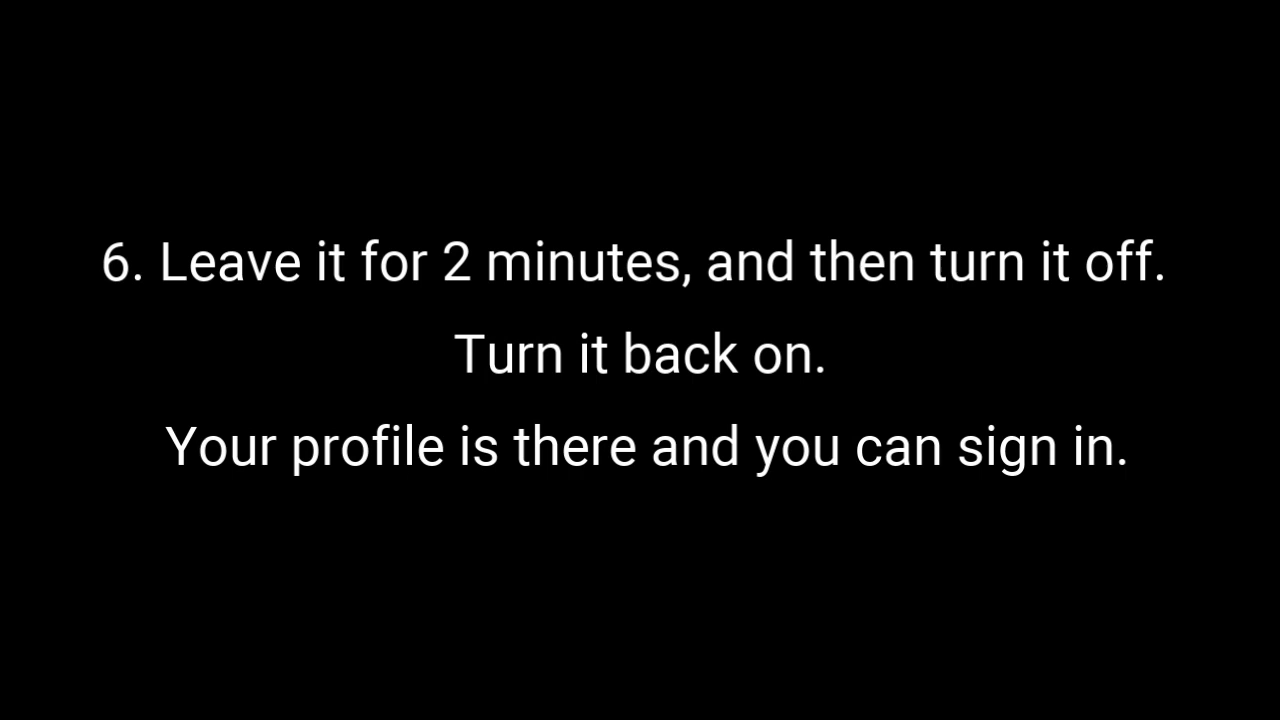 6. Leave it for 2 minutes, and then turn it off.
Turn it back on.
Your profile is there and you can sign in.